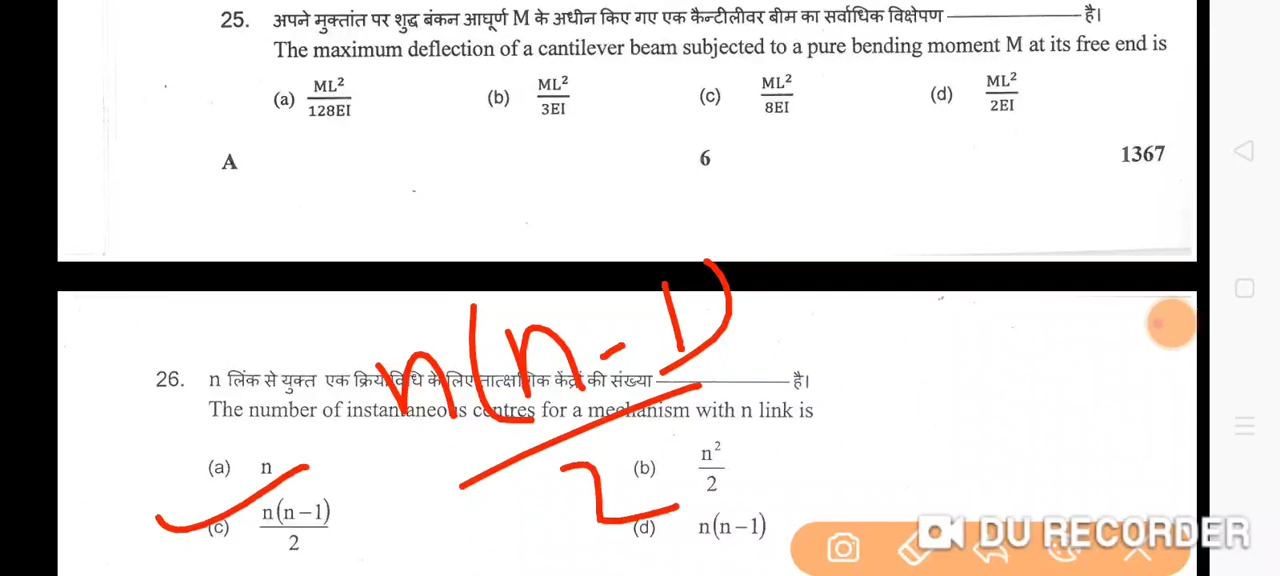 25. अपने मुक्तांत पर शुद्ध बंकन आघूर्ण M के अधीन किए गए एक कैन्टीलीवर बीम का सर्वाधिक विक्षेपण ——— है।
The maximum deflection of a cantilever beam subjected to a pure bending moment M at its free end is
(a) ML²/128EI (b) ML²/3EI (c) ML²/8EI (d) ML²/2EI
A 6 1367
n(n-1)/2
26. n लिंक से युक्त एक क्रियाविधि के लिए तात्क्षणिक केंद्रों की संख्या ——— है।
The number of instantaneous centres for a mechanism with n link is
(a) n (b) n²/2
(c) n(n-1)/2 (d) n(n-1)
DU RECORDER